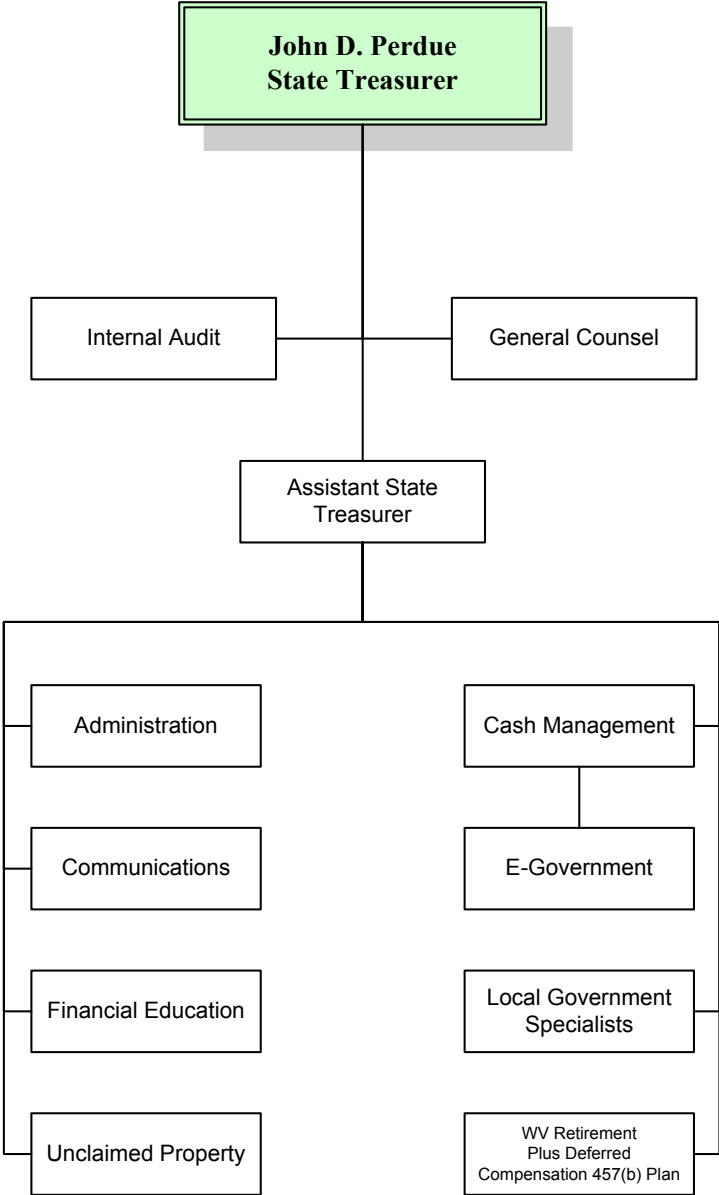 John D. Perdue
State Treasurer
Internal Audit
General Counsel
Assistant State
Treasurer
Administration
Cash Management
Communications
E-Government
Financial Education
Local Government
Specialists
Unclaimed Property
WV Retirement
Plus Deferred
Compensation 457(b) Plan